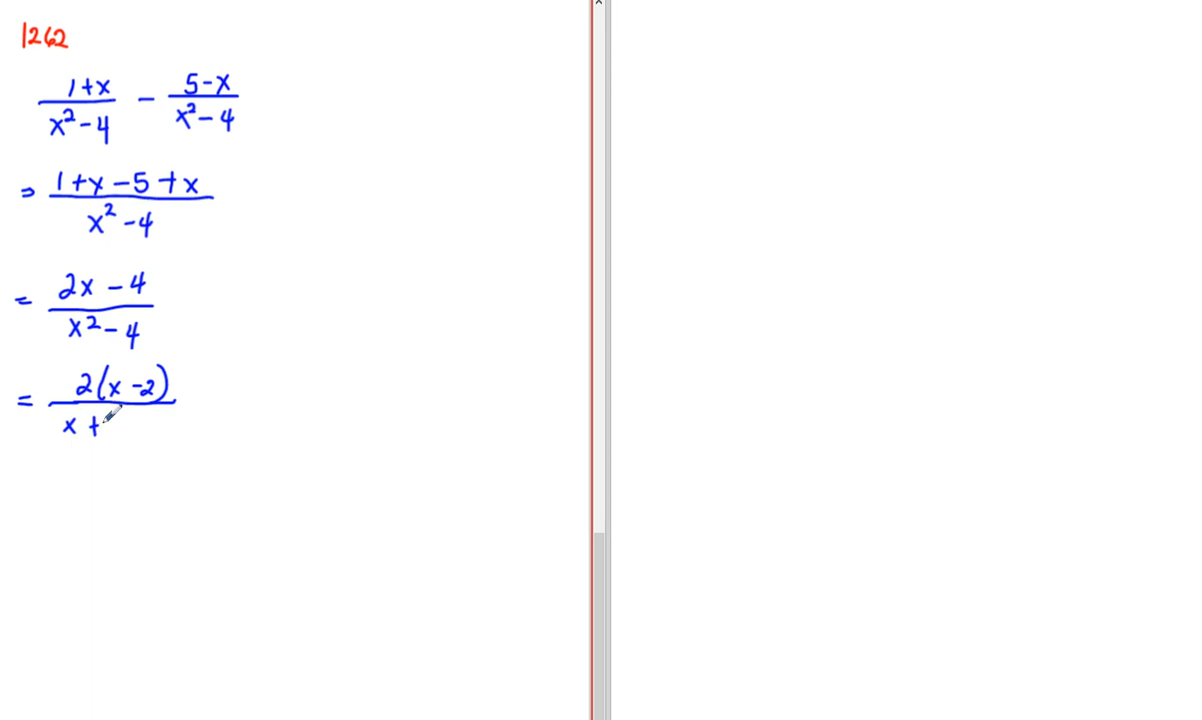 1262
1+x / x²-4 - 5-x / x²-4
⇒ 1+x-5+x / x²-4
= 2x-4 / x²-4
= 2(x-2) / x+